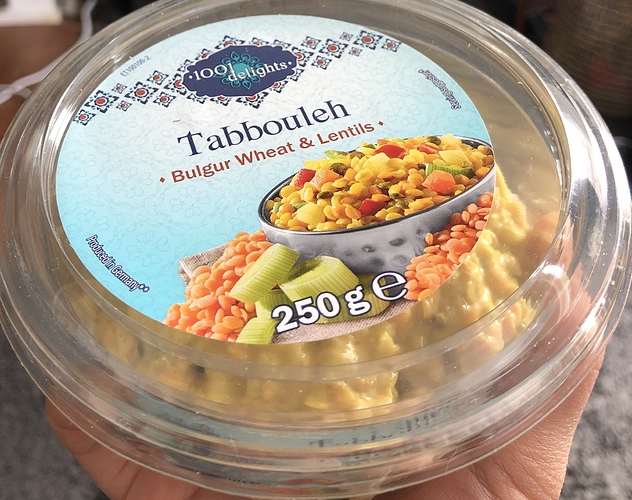 1001
delights
Tabbouleh
Bulgur Wheat & Lentils
Produced in Germany
250 g ℮